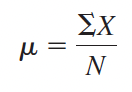 μ = ΣX / N